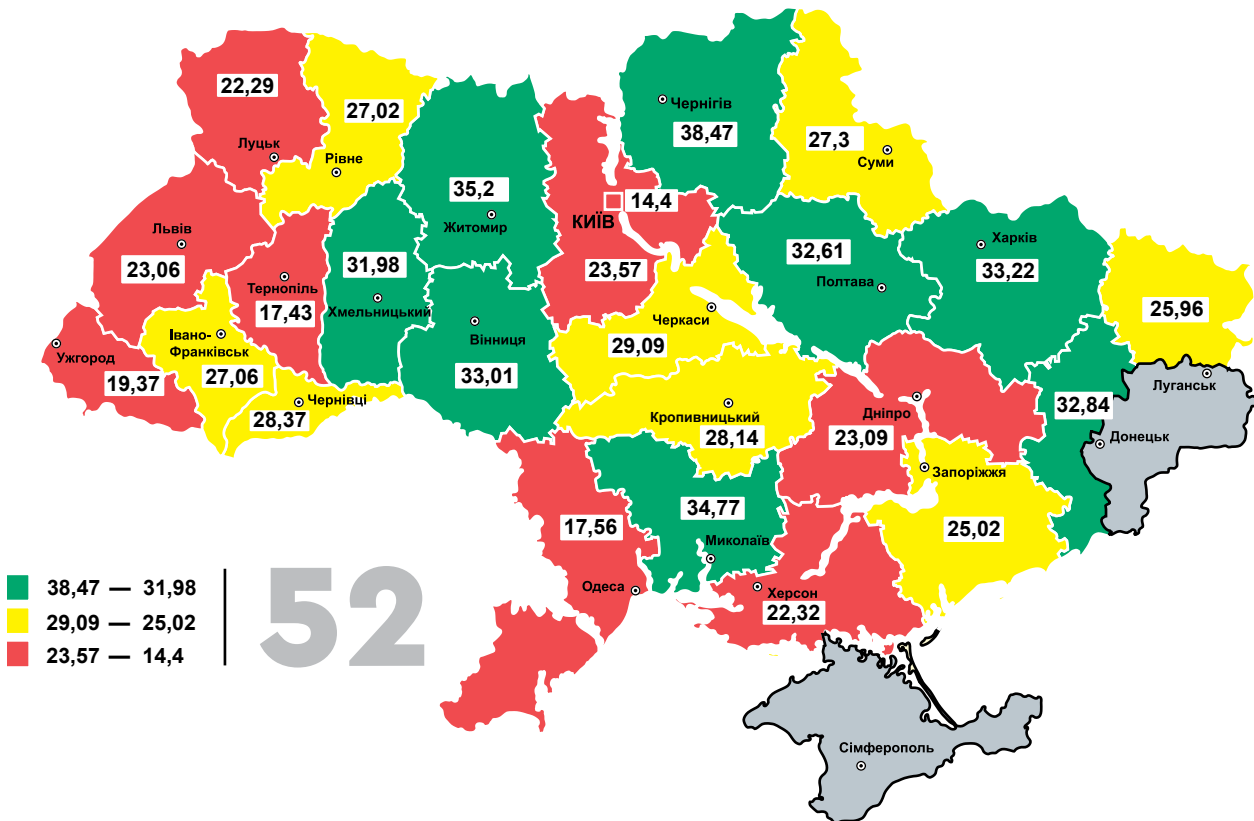 22,29
Луцьк
27,02
Рівне
35,2
Житомир
Чернігів
38,47
27,3
Суми
14,4
КИЇВ
23,57
Львів
23,06
Тернопіль
17,43
31,98
Хмельницький
Вінниця
33,01
32,61
Полтава
Харків
33,22
25,96
Луганськ
Ужгород
19,37
Івано-
Франківськ
27,06
Чернівці
28,37
Черкаси
29,09
Кропивницький
28,14
Дніпро
23,09
32,84
Донецьк
Запоріжжя
25,02
17,56
Одеса
34,77
Миколаїв
Херсон
22,32
Сімферополь
38,47 — 31,98
29,09 — 25,02
23,57 — 14,4
52